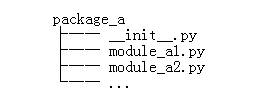 package_a
├── __init__.py
├── module_a1.py
├── module_a2.py
└── ...